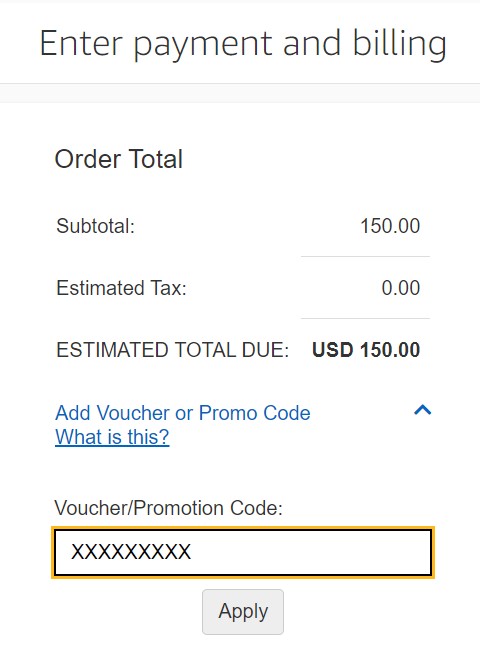 Enter payment and billing
Order Total
Subtotal: 150.00
Estimated Tax: 0.00
ESTIMATED TOTAL DUE: USD 150.00
Add Voucher or Promo Code
What is this?
Voucher/Promotion Code:
XXXXXXXXX
Apply